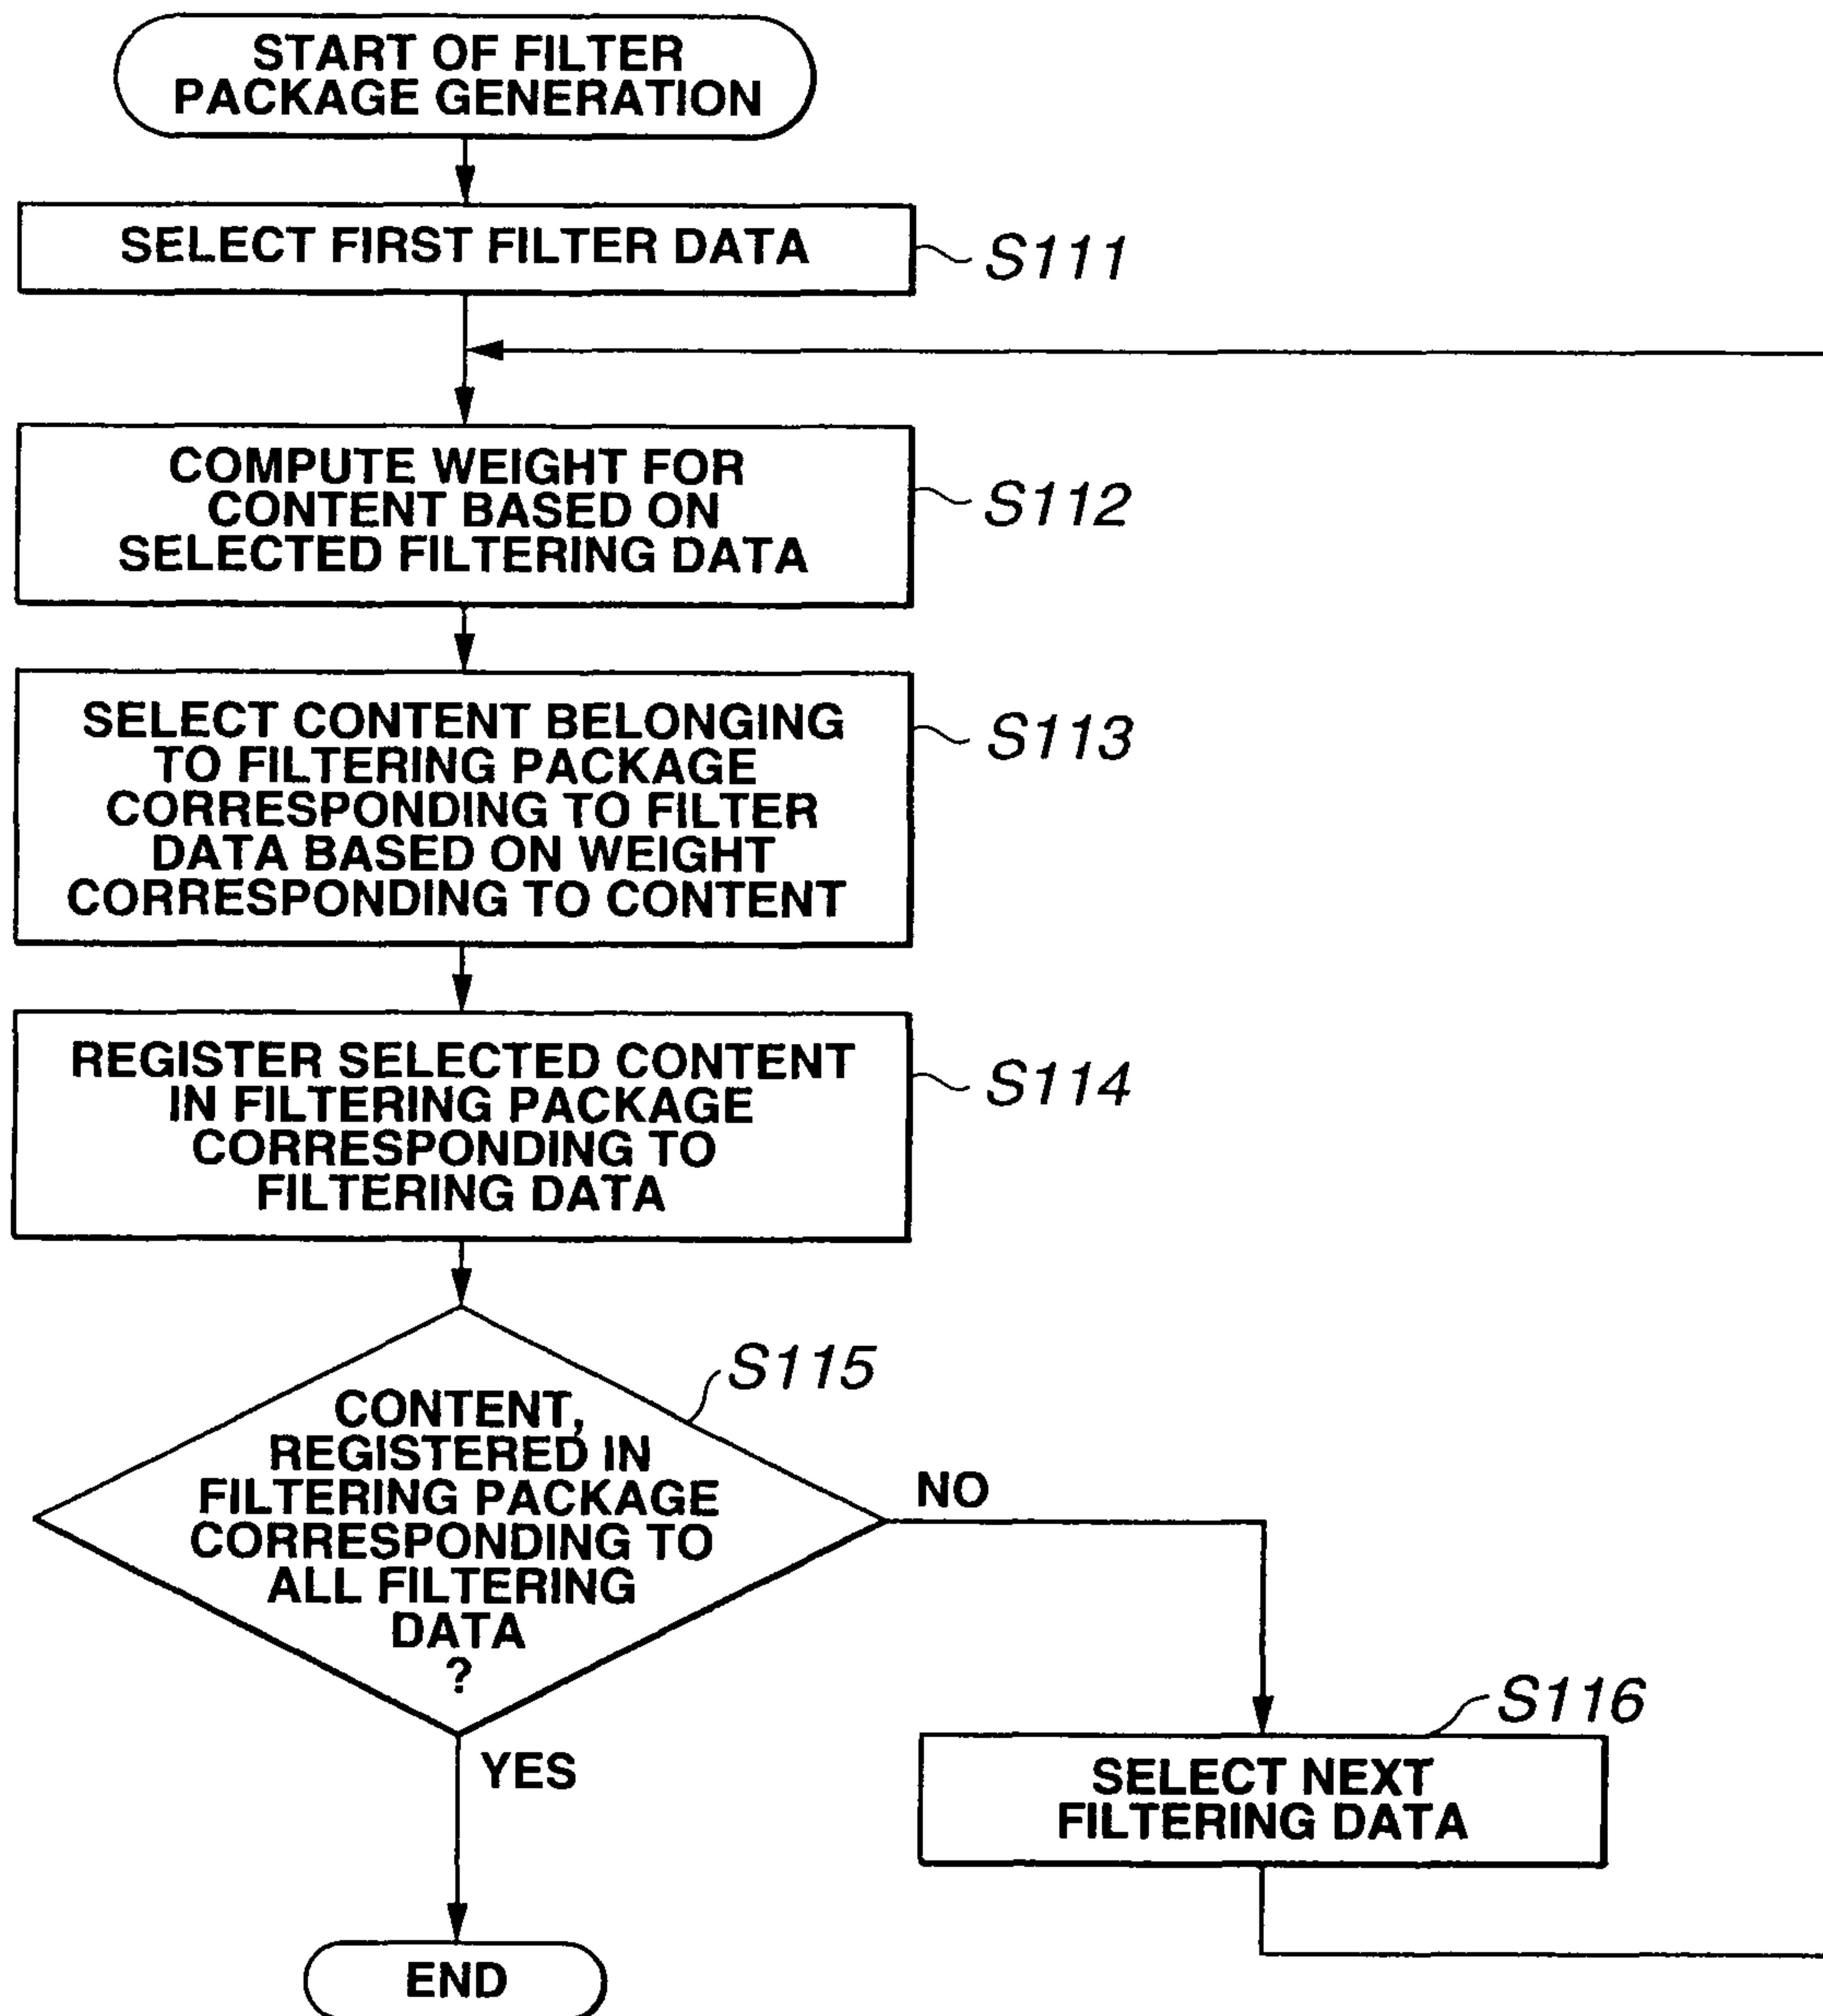 START OF FILTER
PACKAGE GENERATION
SELECT FIRST FILTER DATA
S111
COMPUTE WEIGHT FOR
CONTENT BASED ON
SELECTED FILTERING DATA
S112
SELECT CONTENT BELONGING
TO FILTERING PACKAGE
CORRESPONDING TO FILTER
DATA BASED ON WEIGHT
CORRESPONDING TO CONTENT
S113
REGISTER SELECTED CONTENT
IN FILTERING PACKAGE
CORRESPONDING TO
FILTERING DATA
S114
CONTENT,
REGISTERED IN
FILTERING PACKAGE
CORRESPONDING TO
ALL FILTERING
DATA
?
S115
NO
YES
S116
SELECT NEXT
FILTERING DATA
END